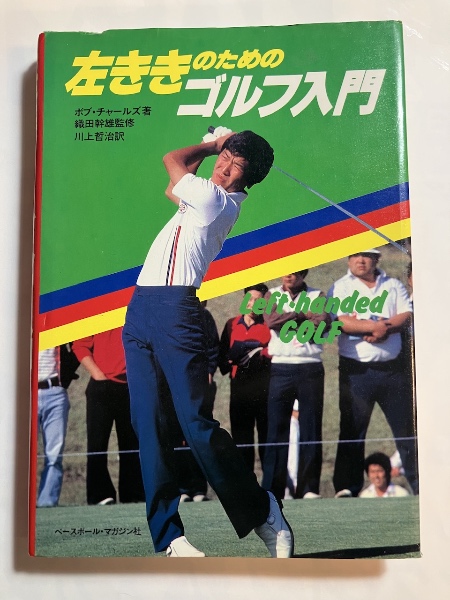 左ききのための
ゴルフ入門
ボブ・チャールズ著
織田幹雄監修
川上哲治訳
Left-handed
GOLF
ベースボール・マガジン社